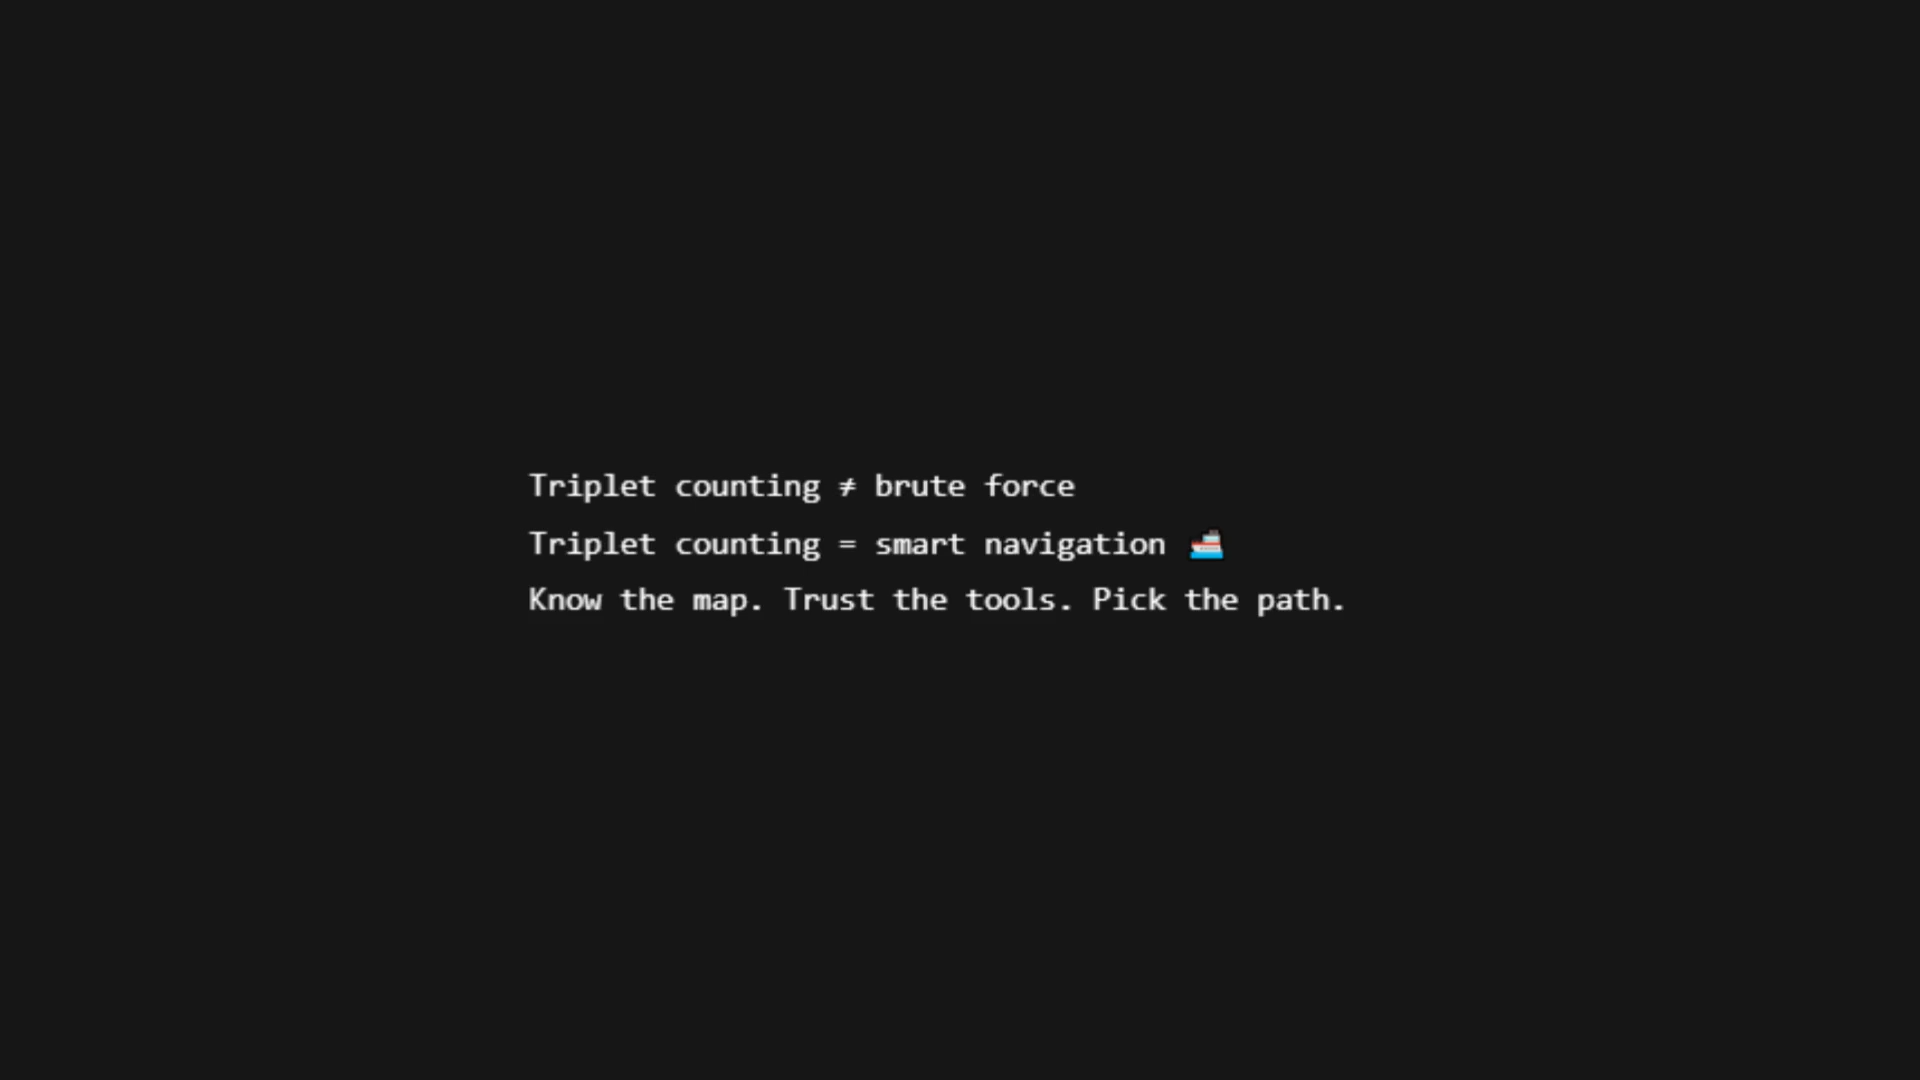 Triplet counting ≠ brute force
Triplet counting = smart navigation 🚢
Know the map. Trust the tools. Pick the path.